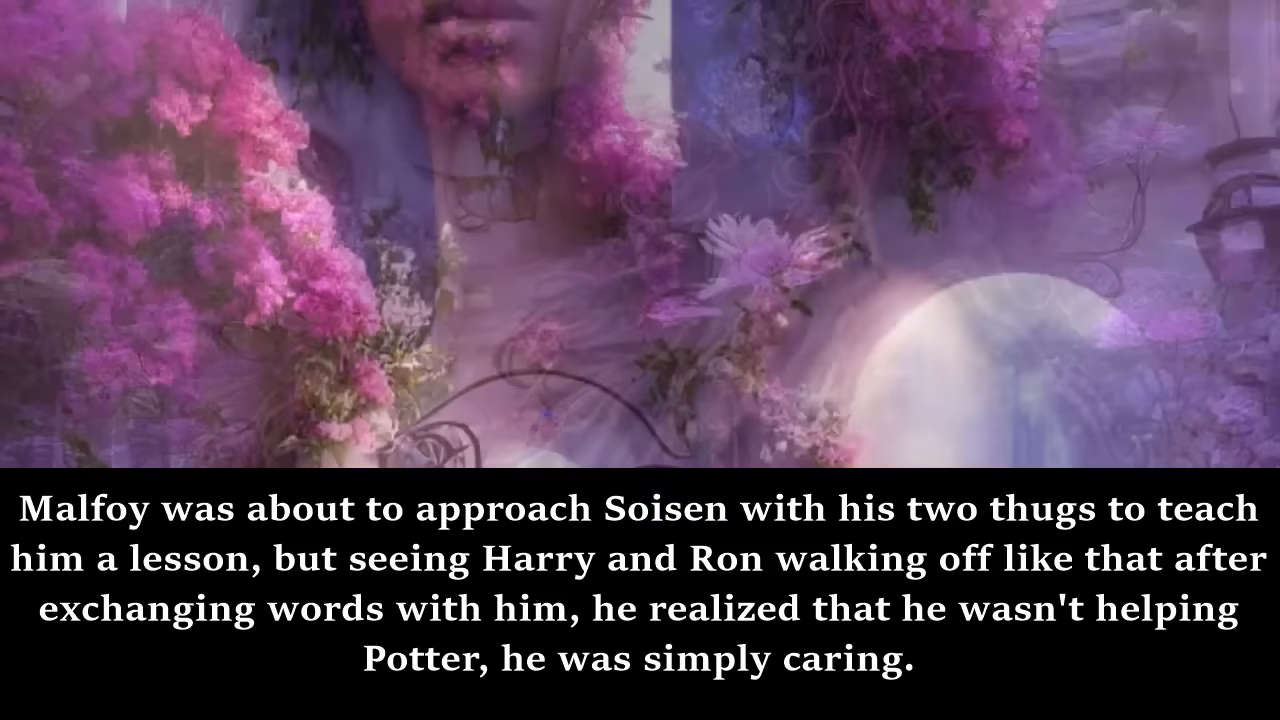 Malfoy was about to approach Soisen with his two thugs to teach
him a lesson, but seeing Harry and Ron walking off like that after
exchanging words with him, he realized that he wasn't helping
Potter, he was simply caring.